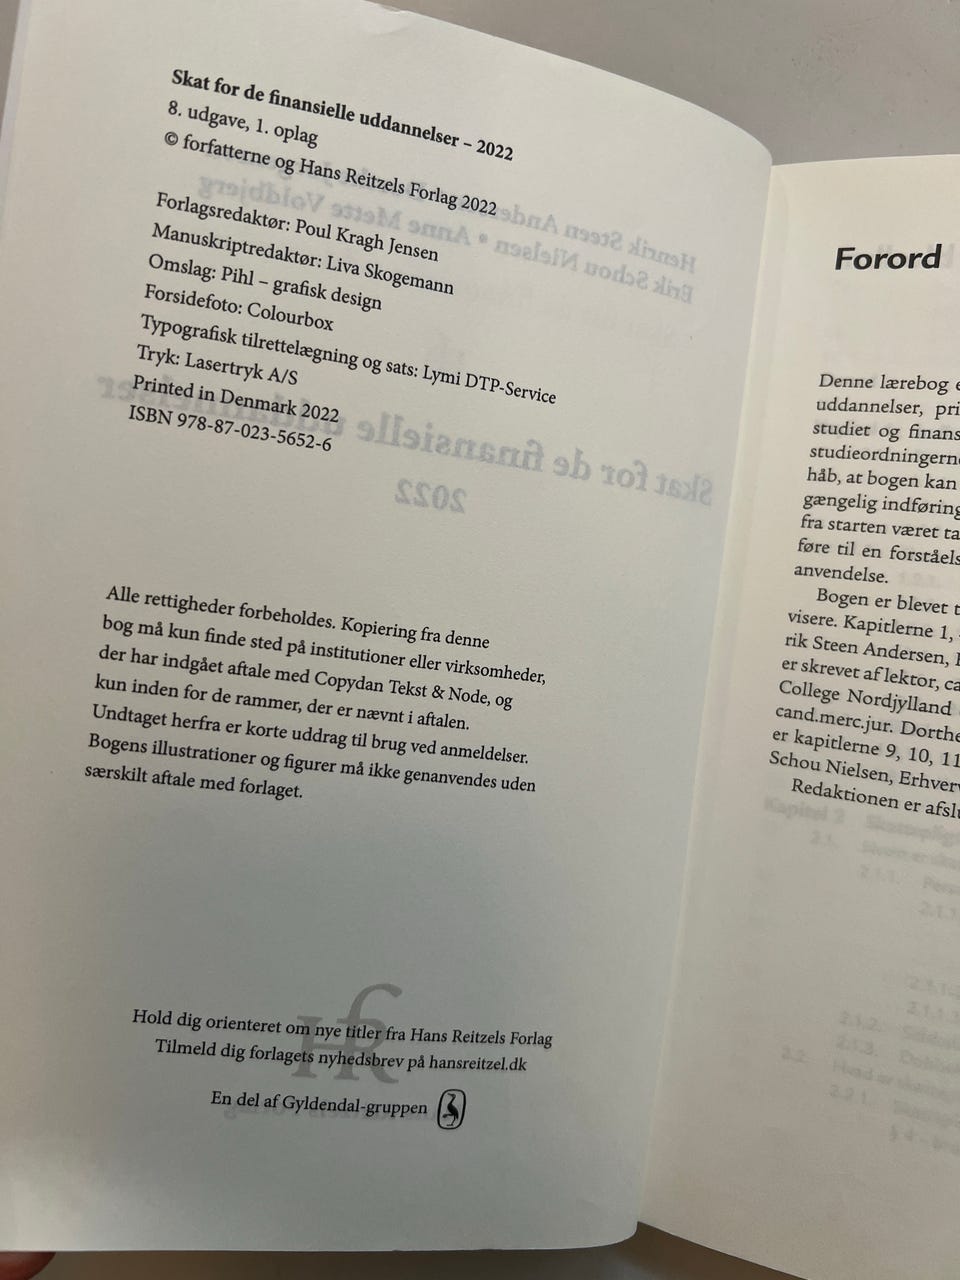 Skat for de finansielle uddannelser – 2022
8. udgave, 1. oplag
© forfatterne og Hans Reitzels Forlag 2022
Forlagsredaktør: Poul Kragh Jensen
Manuskriptredaktør: Liva Skogemann
Omslag: Pihl – grafisk design
Forsidefoto: Colourbox
Typografisk tilrettelægning og sats: Lymi DTP-Service
Tryk: Lasertryk A/S
Printed in Denmark 2022
ISBN 978-87-023-5652-6
Alle rettigheder forbeholdes. Kopiering fra denne
bog må kun finde sted på institutioner eller virksomheder,
der har indgået aftale med Copydan Tekst & Node, og
kun inden for de rammer, der er nævnt i aftalen.
Undtaget herfra er korte uddrag til brug ved anmeldelser.
Bogens illustrationer og figurer må ikke genanvendes uden
særskilt aftale med forlaget.
Hold dig orienteret om nye titler fra Hans Reitzels Forlag
Tilmeld dig forlagets nyhedsbrev på hansreitzel.dk
En del af Gyldendal-gruppen
Forord
Denne lærebog
uddannelser,
studiet og
håb, at bogen kan
fra starten været
føre til en
anvendelse.
Bogen er blevet
visere. Kapitlerne 1,
rik Steen Andersen,
er skrevet af lektor,
College Nordjylland
cand.merc.jur. Dorthe
er kapitlerne 9, 10, 11
Schou Nielsen,
Redaktionen er